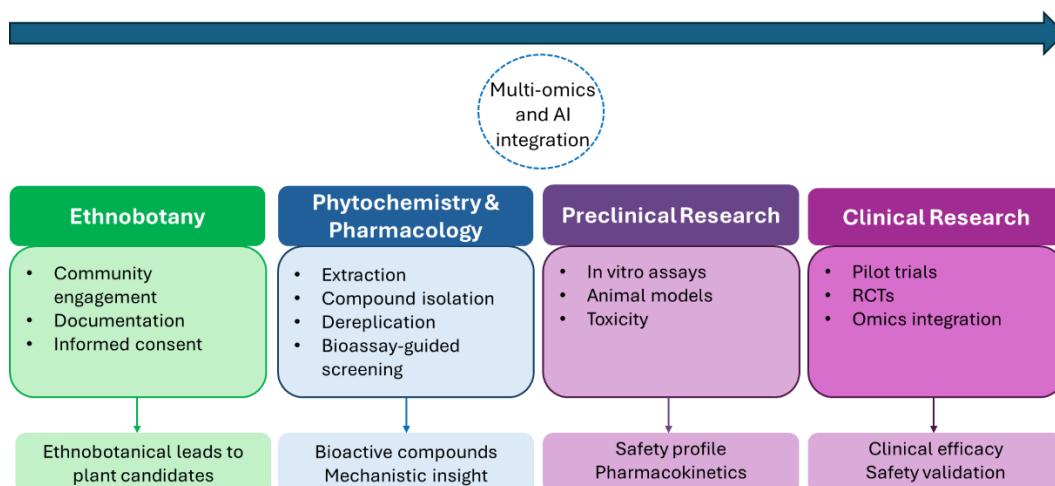 Multi-omics
and AI
integration
Ethnobotany
• Community
engagement
• Documentation
• Informed consent
Ethnobotanical leads to
plant candidates
Phytochemistry &
Pharmacology
• Extraction
• Compound isolation
• Dereplication
• Bioassay-guided
screening
Bioactive compounds
Mechanistic insight
Preclinical Research
• In vitro assays
• Animal models
• Toxicity
Safety profile
Pharmacokinetics
Clinical Research
• Pilot trials
• RCTs
• Omics integration
Clinical efficacy
Safety validation